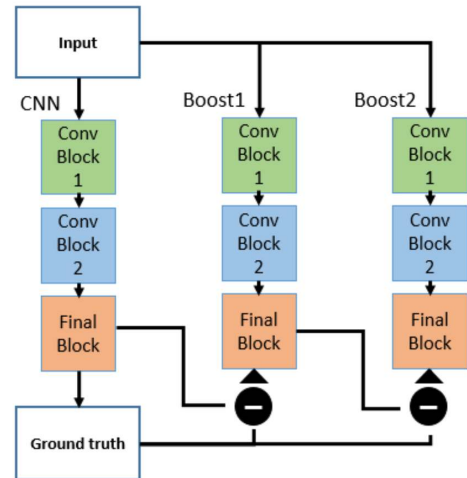 Input
CNN
Conv
Block
1
Conv
Block
2
Final
Block
Ground truth
Boost1
Conv
Block
1
Conv
Block
2
Final
Block
Boost2
Conv
Block
1
Conv
Block
2
Final
Block